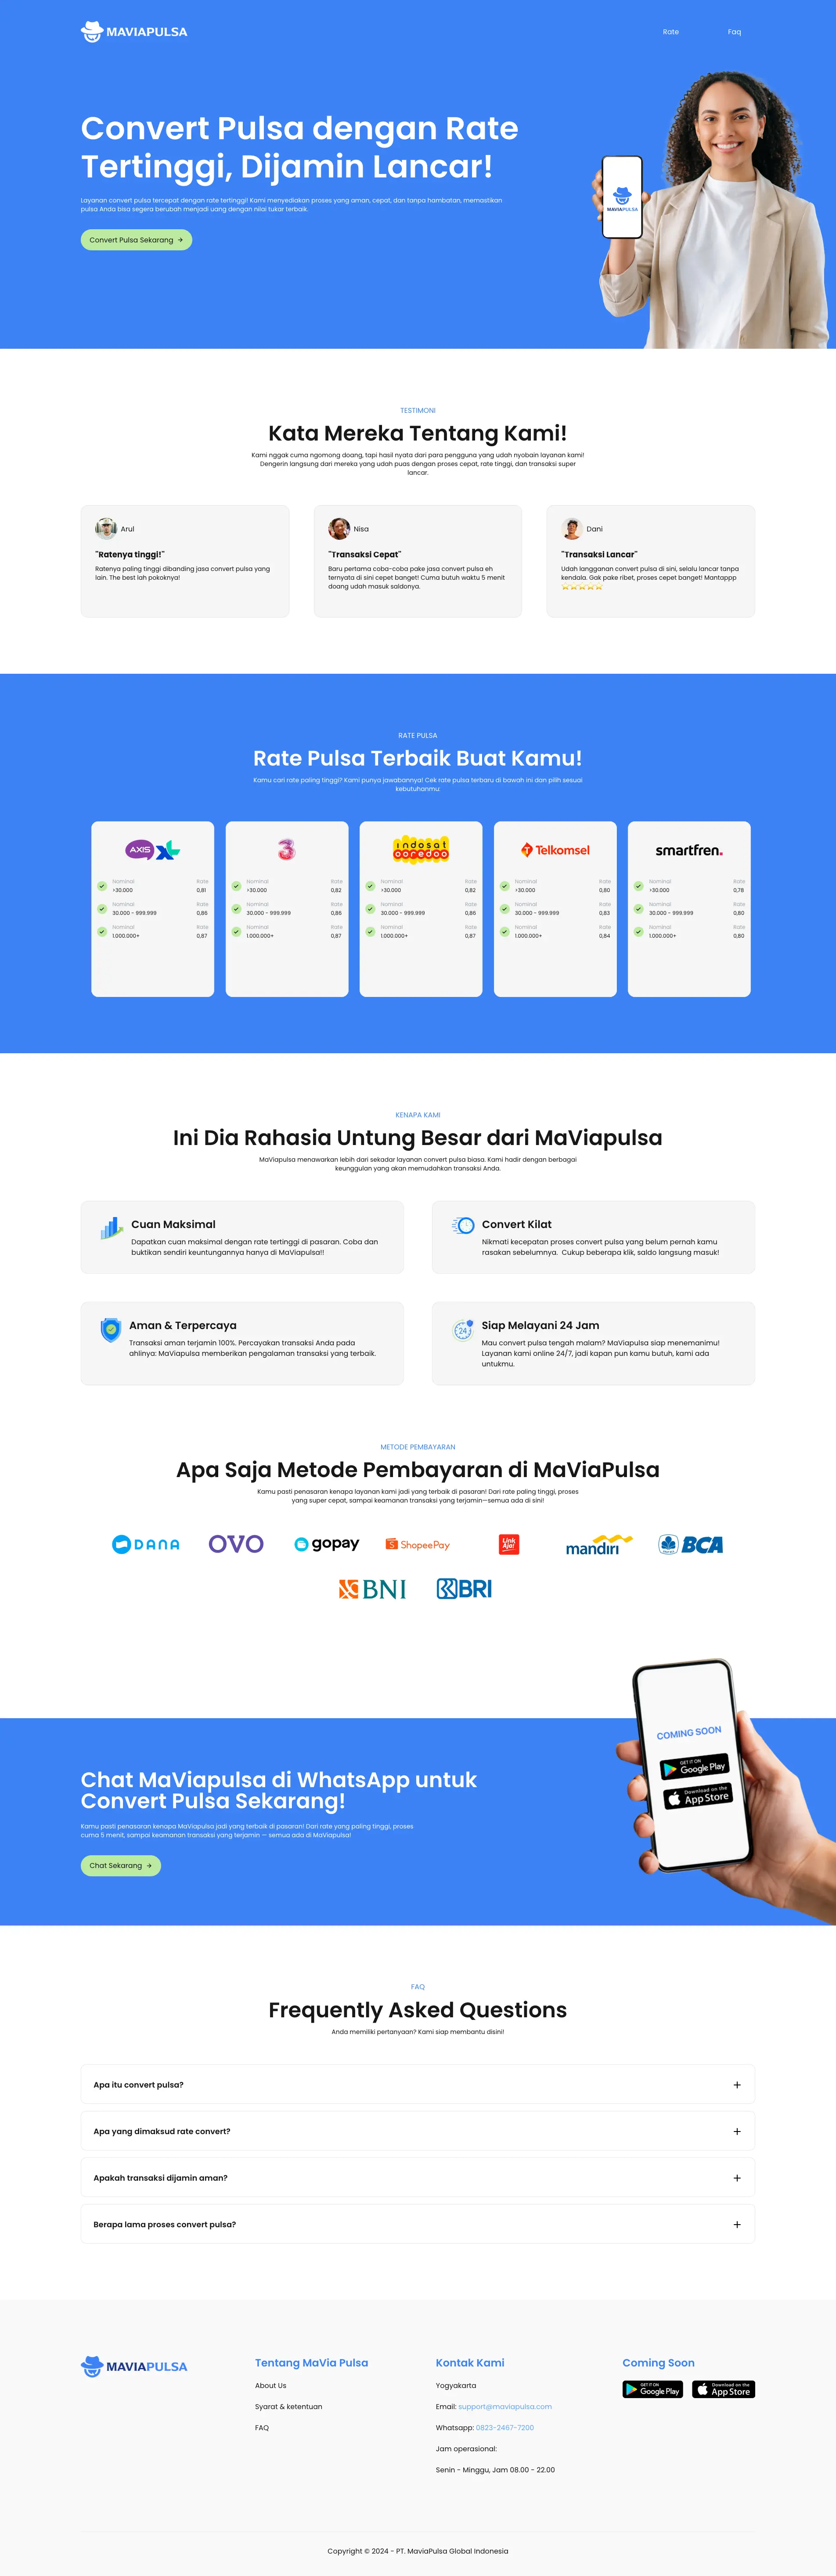 MAVIAPULSA
Rate
Faq
Convert Pulsa dengan Rate
Tertinggi, Dijamin Lancar!
Layanan convert pulsa tercepat dengan rate tertinggi! Kami menyediakan proses yang aman, cepat, dan tanpa hambatan, memastikan
pulsa Anda bisa segera berubah menjadi uang dengan nilai tukar terbaik.
Convert Pulsa Sekarang
MAVIAPULSA
TESTIMONI
Kata Mereka Tentang Kami!
Kami nggak cuma ngomong doang, tapi hasil nyata dari para pengguna yang udah nyobain layanan kami!
Dengerin langsung dari mereka yang udah puas dengan proses cepat, rate tinggi, dan transaksi super
lancar.
Arul
"Ratenya tinggi!"
Ratenya paling tinggi dibanding jasa convert pulsa yang
lain. The best lah pokoknya!
Nisa
"Transaksi Cepat"
Baru pertama coba-coba pake jasa convert pulsa eh
ternyata di sini cepet banget! Cuma butuh waktu 5 menit
doang udah masuk saldonya.
Dani
"Transaksi Lancar"
Udah langganan convert pulsa di sini, selalu lancar tanpa
kendala. Gak pake ribet, proses cepet banget! Mantappp
RATE PULSA
Rate Pulsa Terbaik Buat Kamu!
Kamu cari rate paling tinggi? Kami punya jawabannya! Cek rate pulsa terbaru di bawah ini dan pilih sesuai
kebutuhanmu:
AXIS XL
Nominal Rate
>30.000 0,81
Nominal Rate
30.000 - 999.999 0,86
Nominal Rate
1.000.000+ 0,87
3
Nominal Rate
>30.000 0,82
Nominal Rate
30.000 - 999.999 0,86
Nominal Rate
1.000.000+ 0,87
indosat
ooredoo
Nominal Rate
>30.000 0,82
Nominal Rate
30.000 - 999.999 0,86
Nominal Rate
1.000.000+ 0,87
Telkomsel
Nominal Rate
>30.000 0,80
Nominal Rate
30.000 - 999.999 0,83
Nominal Rate
1.000.000+ 0,84
smartfren.
Nominal Rate
>30.000 0,78
Nominal Rate
30.000 - 999.999 0,80
Nominal Rate
1.000.000+ 0,80
KENAPA KAMI
Ini Dia Rahasia Untung Besar dari MaViapulsa
MaViapulsa menawarkan lebih dari sekadar layanan convert pulsa biasa. Kami hadir dengan berbagai
keunggulan yang akan memudahkan transaksi Anda.
Cuan Maksimal
Dapatkan cuan maksimal dengan rate tertinggi di pasaran. Coba dan
buktikan sendiri keuntungannya hanya di MaViapulsa!!
Convert Kilat
Nikmati kecepatan proses convert pulsa yang belum pernah kamu
rasakan sebelumnya. Cukup beberapa klik, saldo langsung masuk!
Aman & Terpercaya
Transaksi aman terjamin 100%. Percayakan transaksi Anda pada
ahlinya: MaViapulsa memberikan pengalaman transaksi yang terbaik.
24
Siap Melayani 24 Jam
Mau convert pulsa tengah malam? MaViapulsa siap menemanimu!
Layanan kami online 24/7, jadi kapan pun kamu butuh, kami ada
untukmu.
METODE PEMBAYARAN
Apa Saja Metode Pembayaran di MaViaPulsa
Kamu pasti penasaran kenapa layanan kami jadi yang terbaik di pasaran! Dari rate paling tinggi, proses
yang super cepat, sampai keamanan transaksi yang terjamin—semua ada di sini!
DANA
OVO
gopay
ShopeePay
Link
Aja!
mandiri
BCA
BNI
BRI
COMING SOON
GET IT ON
Google Play
Download on the
App Store
Chat MaViapulsa di WhatsApp untuk
Convert Pulsa Sekarang!
Kamu pasti penasaran kenapa MaViapulsa jadi yang terbaik di pasaran! Dari rate yang paling tinggi, proses
cuma 5 menit, sampai keamanan transaksi yang terjamin — semua ada di MaViapulsa!
Chat Sekarang
FAQ
Frequently Asked Questions
Anda memiliki pertanyaan? Kami siap membantu disini!
Apa itu convert pulsa?
Apa yang dimaksud rate convert?
Apakah transaksi dijamin aman?
Berapa lama proses convert pulsa?
MAVIAPULSA
Tentang MaVia Pulsa
About Us
Syarat & ketentuan
FAQ
Kontak Kami
Yogyakarta
Email: support@maviapulsa.com
Whatsapp: 0823-2467-7200
Jam operasional:
Senin - Minggu, Jam 08.00 - 22.00
Coming Soon
GET IT ON
Google Play
Download on the
App Store
Copyright © 2024 - PT. MaviaPulsa Global Indonesia